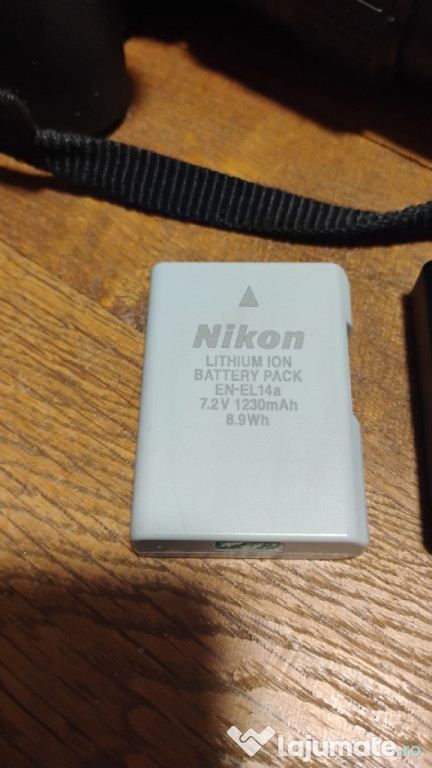 Nikon
LITHIUM ION
BATTERY PACK
EN-EL14a
7.2V 1230mAh
8.9Wh
Lajumate.ro